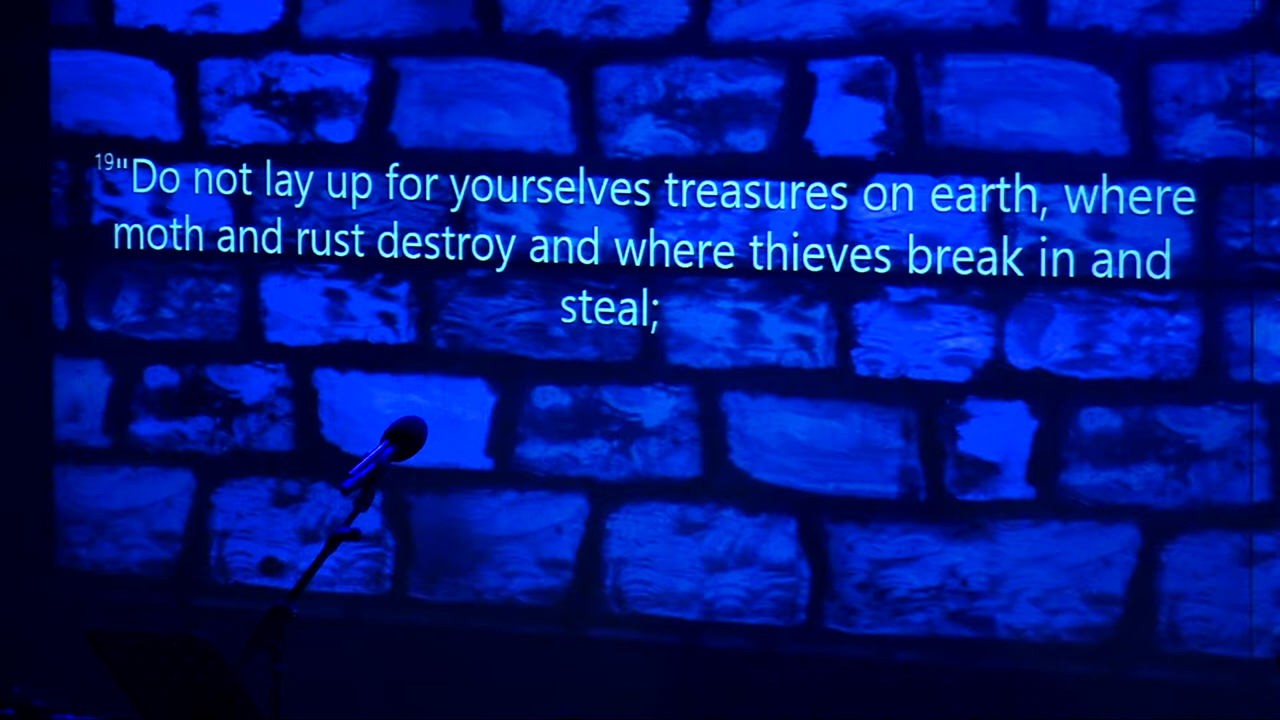 19"Do not lay up for yourselves treasures on earth, where
moth and rust destroy and where thieves break in and
steal;